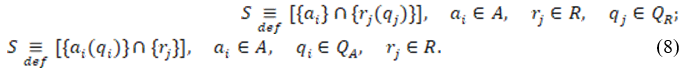 S ≡def [{aᵢ} ∩ {rⱼ(qⱼ)}], aᵢ ∈ A, rⱼ ∈ R, qⱼ ∈ Q_R;
S ≡def [{aᵢ(qᵢ)} ∩ {rⱼ}], aᵢ ∈ A, qᵢ ∈ Q_A, rⱼ ∈ R. (8)